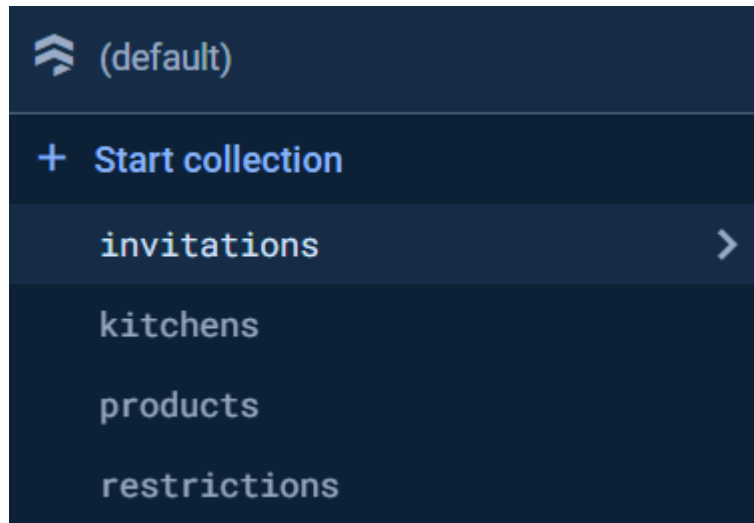 (default)
+ Start collection
invitations
kitchens
products
restrictions